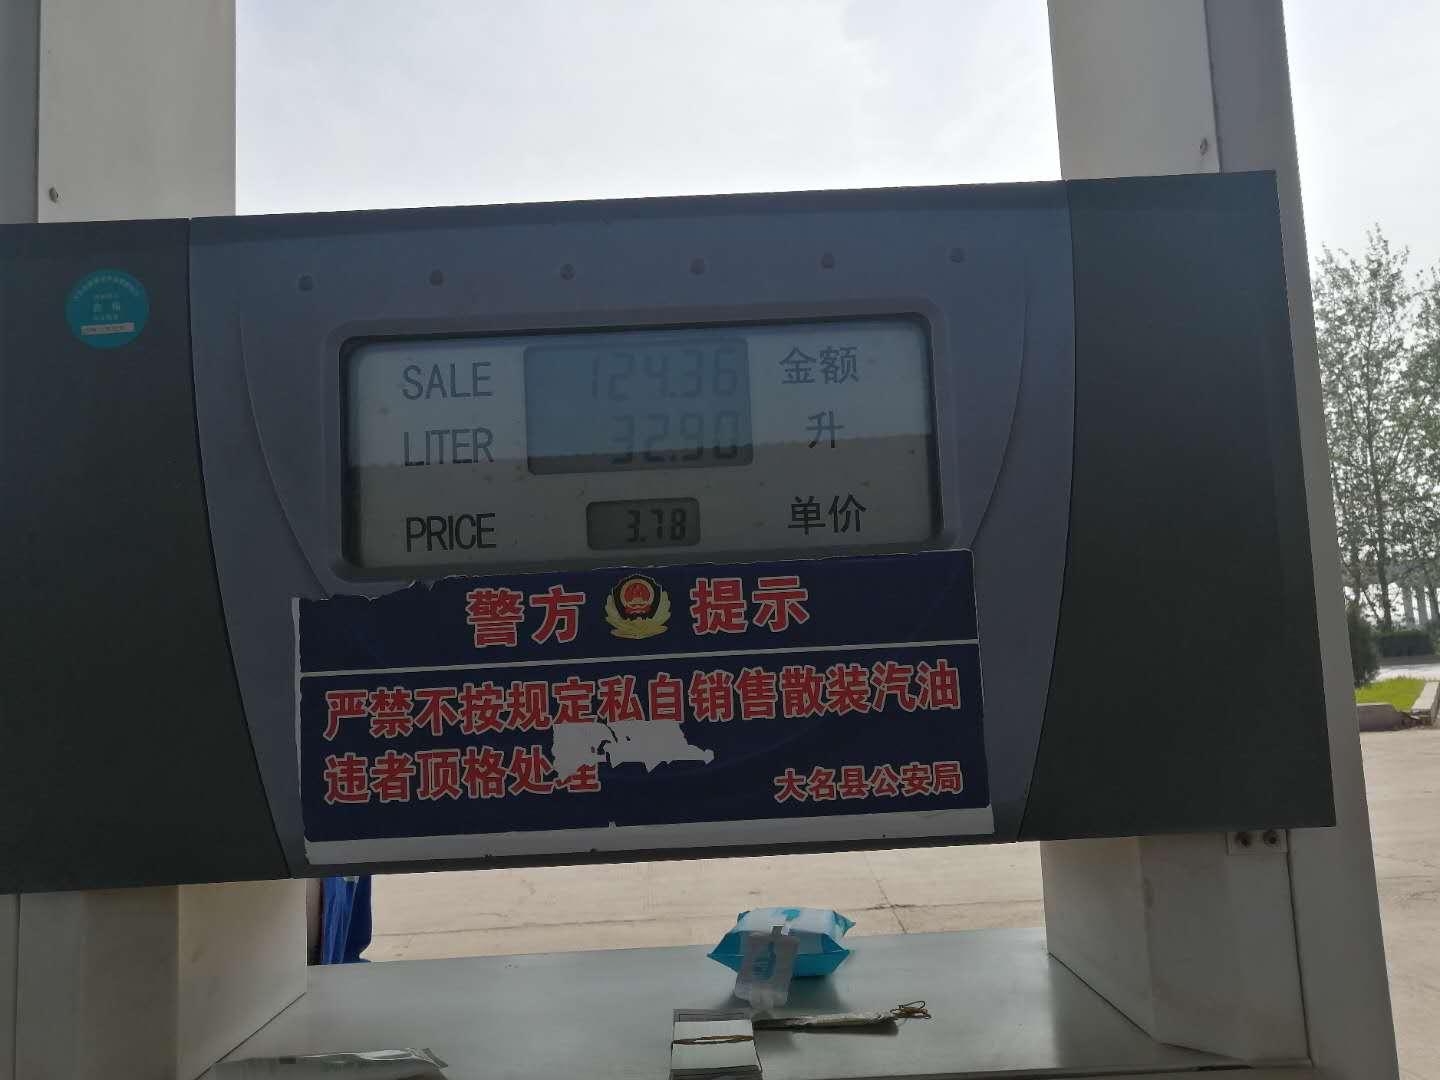 SALE 124.36 金额
LITER 32.90 升
PRICE 3.78 单价
警方 提示
严禁不按规定私自销售散装汽油
违者顶格处理
大名县公安局